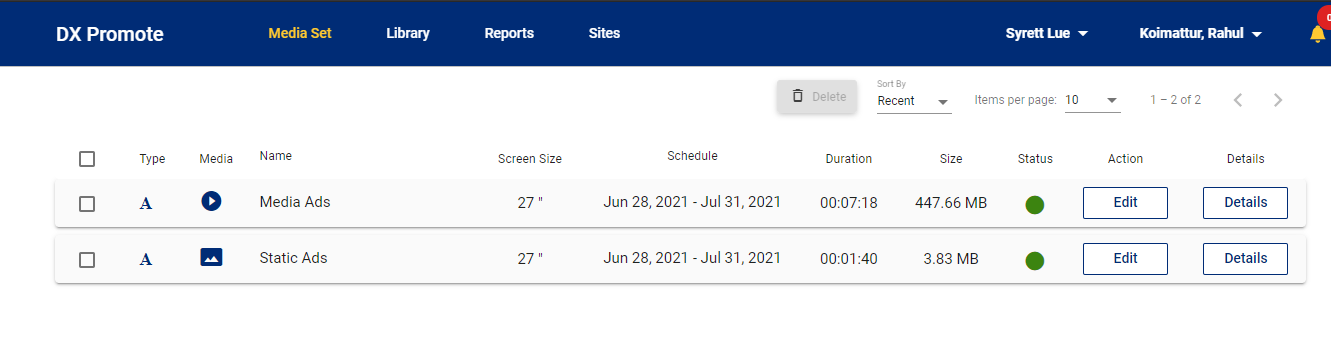 DX Promote Media Set Library Reports Sites Syrett Lue Koimattur, Rahul
Delete Sort By Recent Items per page: 10 1 – 2 of 2
Type Media Name Screen Size Schedule Duration Size Status Action Details
A Media Ads 27 " Jun 28, 2021 - Jul 31, 2021 00:07:18 447.66 MB Edit Details
A Static Ads 27 " Jun 28, 2021 - Jul 31, 2021 00:01:40 3.83 MB Edit Details